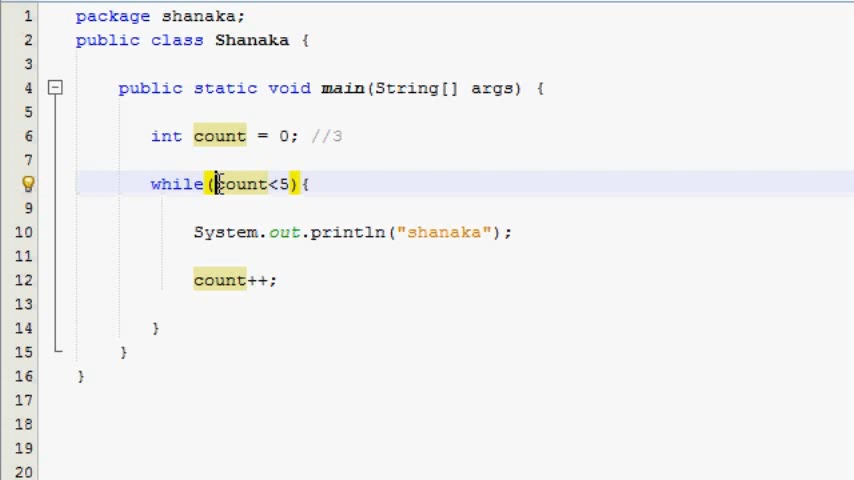 1 package shanaka;
2 public class Shanaka {
3
4 public static void main(String[] args) {
5
6 int count = 0; //3
7
8 while(count<5){
9
10 System.out.println("shanaka");
11
12 count++;
13
14 }
15 }
16 }
17
18
19
20